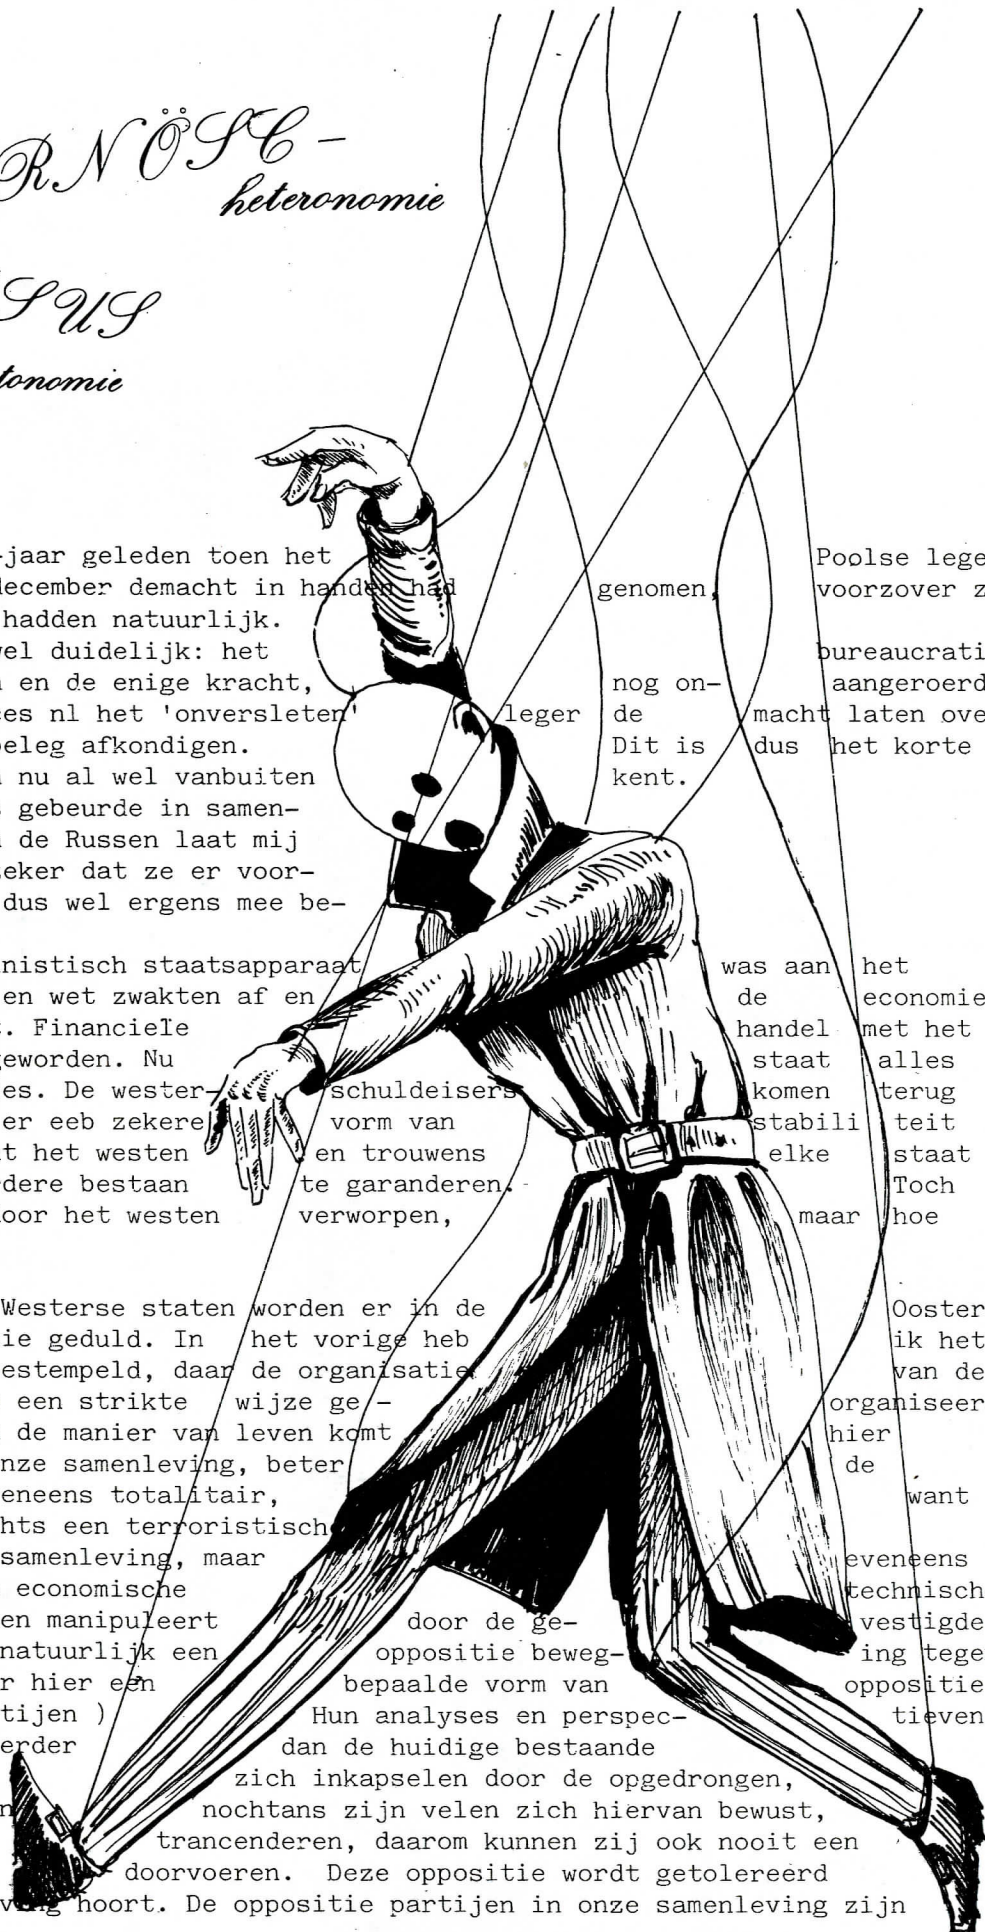 RNÖSC-
heteronomie
SUS
tonomie
-jaar geleden toen het Poolse lege
december demacht in handen had genomen, voorzover z
hadden natuurlijk.
wel duidelijk: het bureaucrati
en de enige kracht, nog on- aangeroerd
ces nl het 'onversleten' leger de macht laten ove
beleg afkondigen. Dit is dus het korte
nu al wel vanbuiten kent.
gebeurde in samen-
de Russen laat mij
zeker dat ze er voor-
dus wel ergens mee be-
nistisch staatsapparaat was aan het
en wet zwakten af en de economie
. Financiele handel met het
geworden. Nu staat alles
es. De wester- schuldeisers komen terug
er eeb zekere vorm van stabili teit
t het westen en trouwens elke staat
dere bestaan te garanderen. Toch
door het westen verworpen, maar hoe
Westerse staten worden er in de Ooster
ie geduld. In het vorige heb ik het
estempeld, daar de organisatie van de
een strikte wijze ge- organiseer
de manier van leven komt hier
nze samenleving, beter de
eneens totalitair, want
hts een terroristisch
samenleving, maar eveneens
economische technisch
en manipuleert door de ge- vestigde
natuurlijk een oppositie beweg- ing tege
r hier een bepaalde vorm van oppositie
tijen ) Hun analyses en perspec- tieven
erder dan de huidige bestaande
zich inkapselen door de opgedrongen,
n nochtans zijn velen zich hiervan bewust,
trancenderen, daarom kunnen zij ook nooit een
doorvoeren. Deze oppositie wordt getolereerd
ving hoort. De oppositie partijen in onze samenleving zijn